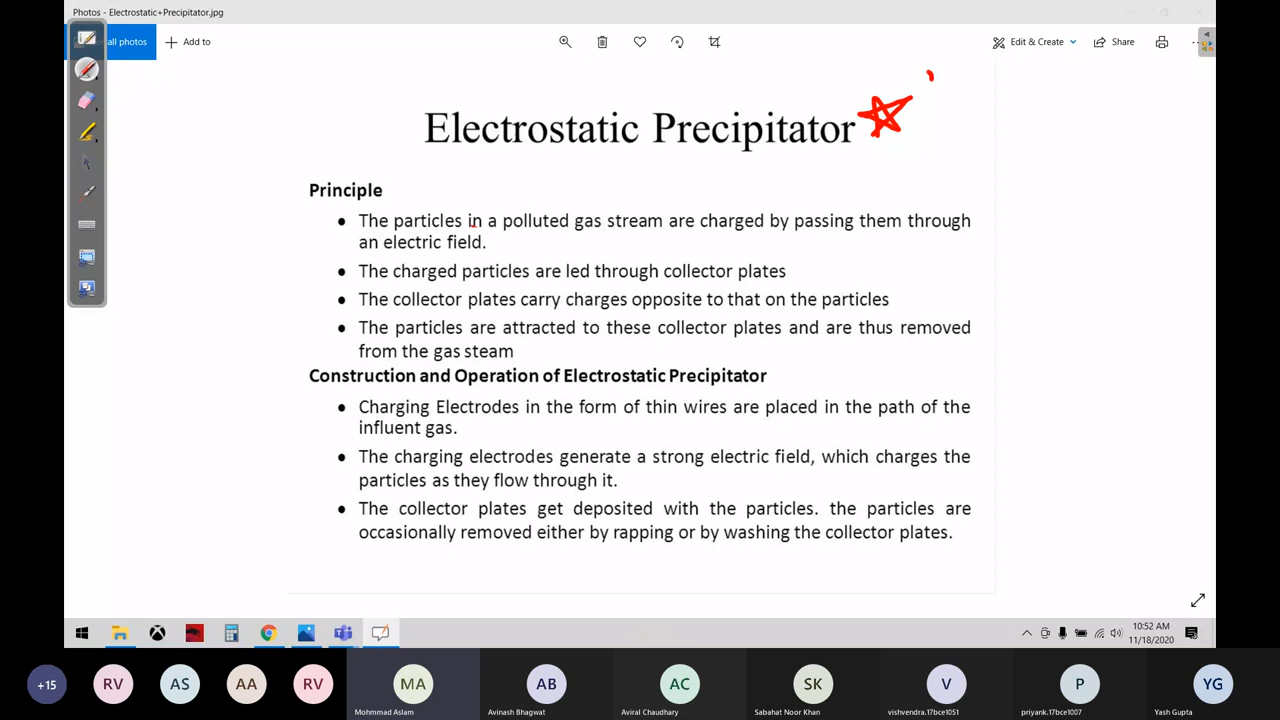 Photos - Electrostatic+Precipitator.jpg
all photos
Add to
Edit & Create
Share
Electrostatic Precipitator
Principle
• The particles in a polluted gas stream are charged by passing them through
an electric field.
• The charged particles are led through collector plates
• The collector plates carry charges opposite to that on the particles
• The particles are attracted to these collector plates and are thus removed
from the gas steam
Construction and Operation of Electrostatic Precipitator
• Charging Electrodes in the form of thin wires are placed in the path of the
influent gas.
• The charging electrodes generate a strong electric field, which charges the
particles as they flow through it.
• The collector plates get deposited with the particles. the particles are
occasionally removed either by rapping or by washing the collector plates.
10:52 AM
11/18/2020
+15
RV
AS
AA
RV
MA
AB
AC
SK
V
P
YG
Mohmmad Aslam
Avinash Bhagwat
Aviral Chaudhary
Sabahat Noor Khan
vishvendra.17bce1051
priyank.17bce1007
Yash Gupta